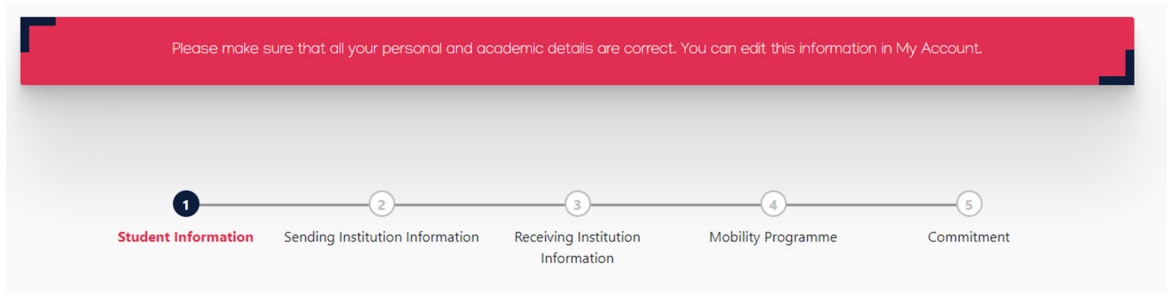 Please make sure that all your personal and academic details are correct. You can edit this information in My Account.
1
2
3
4
5
Student Information
Sending Institution Information
Receiving Institution
Information
Mobility Programme
Commitment